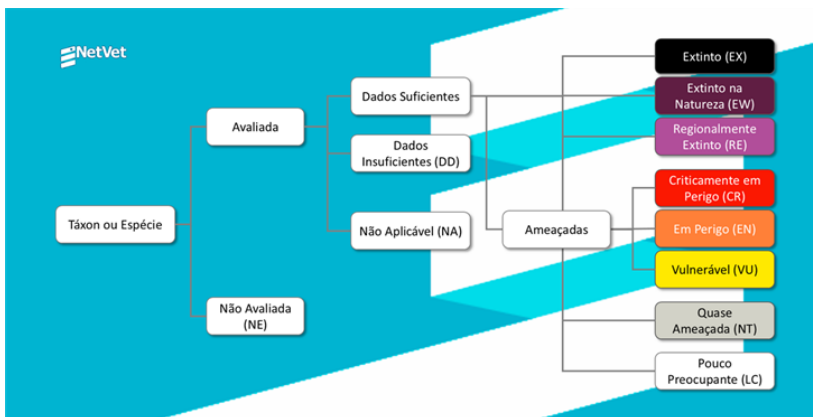 NetVet
Táxon ou Espécie
Avaliada
Não Avaliada
(NE)
Dados Suficientes
Dados
Insuficientes (DD)
Não Aplicável (NA)
Ameaçadas
Extinto (EX)
Extinto na
Natureza (EW)
Regionalmente
Extinto (RE)
Criticamente em
Perigo (CR)
Em Perigo (EN)
Vulnerável (VU)
Quase
Ameaçada (NT)
Pouco
Preocupante (LC)